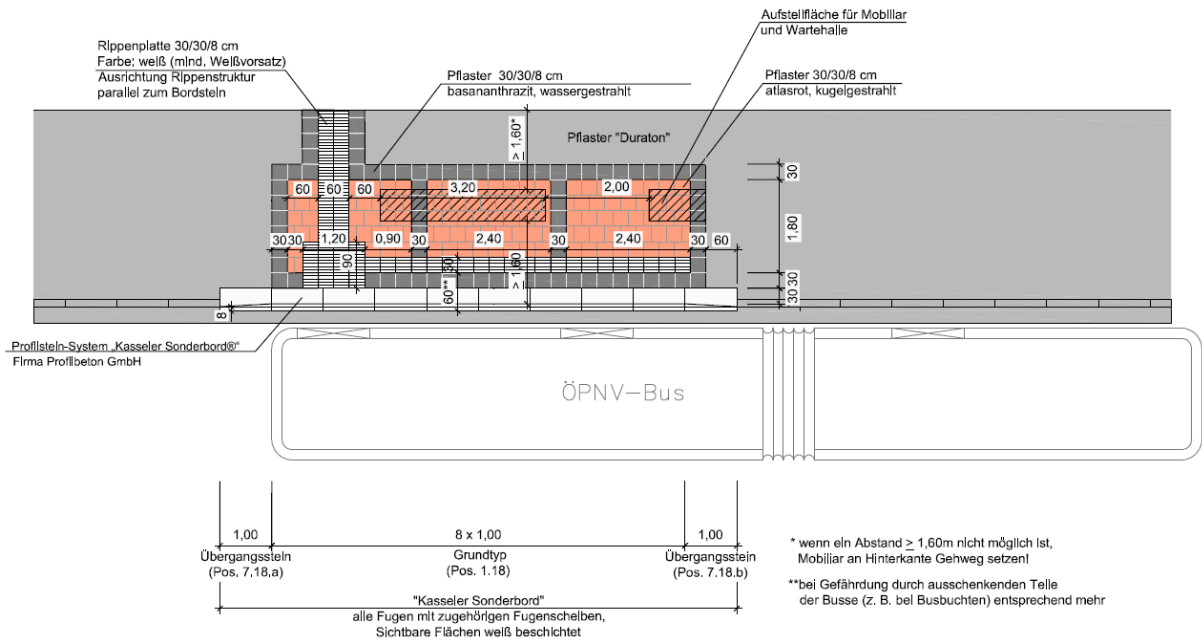 Aufstellfläche für Mobiliar
und Wartehalle
Rippenplatte 30/30/8 cm
Farbe: weiß (mind. Weißvorsatz)
Ausrichtung Rippenstruktur
parallel zum Bordstein
Pflaster 30/30/8 cm
basananthrazit, wassergestrahlt
Pflaster 30/30/8 cm
atlasrot, kugelgestrahlt
Pflaster "Duraton"
> 1,60*
30
60 60 60 3,20 2,00
1,80
30 30 1,20 0,90 30 2,40 30 2,40 30 60
90
30
> 1,60
60**
30 30
8
Profilstein-System „Kasseler Sonderbord®"
Firma Profilbeton GmbH
ÖPNV-Bus
1,00 8 x 1,00 1,00
Übergangsstein Grundtyp Übergangsstein
(Pos. 7.18.a) (Pos. 1.18) (Pos. 7.18.b)
"Kasseler Sonderbord"
alle Fugen mit zugehörigen Fugenscheiben,
Sichtbare Flächen weiß beschichtet
* wenn ein Abstand ≥ 1,60m nicht möglich ist,
Mobiliar an Hinterkante Gehweg setzen!
**bei Gefährdung durch ausschenkenden Teile
der Busse (z. B. bei Busbuchten) entsprechend mehr